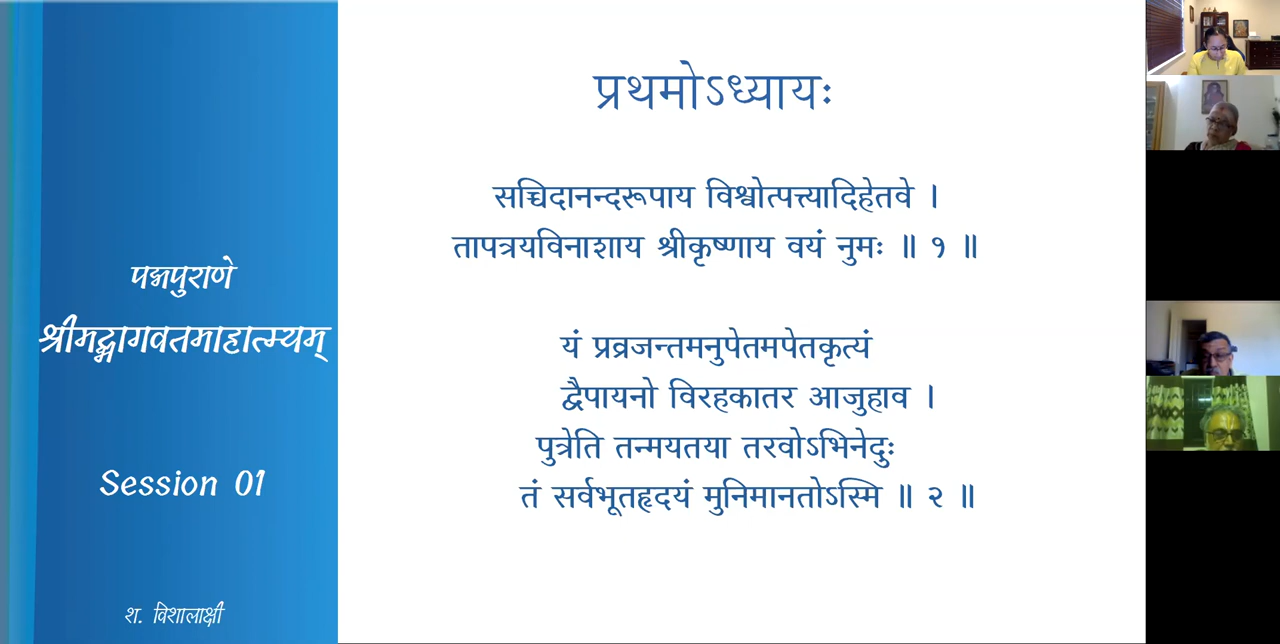 पद्मपुराणे
श्रीमद्भागवतमाहात्म्यम्
Session 01
श. विशालाक्षी
प्रथमोऽध्यायः
सच्चिदानन्दरूपाय विश्वोत्पत्त्यादिहेतवे ।
तापत्रयविनाशाय श्रीकृष्णाय वयं नुमः ॥ १ ॥
यं प्रव्रजन्तमनुपेतमपेतकृत्यं
द्वैपायनो विरहकातर आजुहाव ।
पुत्रेति तन्मयतया तरवोऽभिनेदुः
तं सर्वभूतहृदयं मुनिमानतोऽस्मि ॥ २ ॥